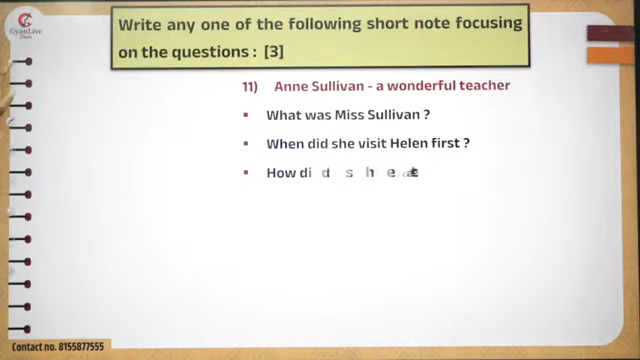 GyanLive
Write any one of the following short note focusing
on the questions : [3]
11) Anne Sullivan - a wonderful teacher
▪ What was Miss Sullivan ?
▪ When did she visit Helen first ?
▪ How did she
Contact no. 8155877555